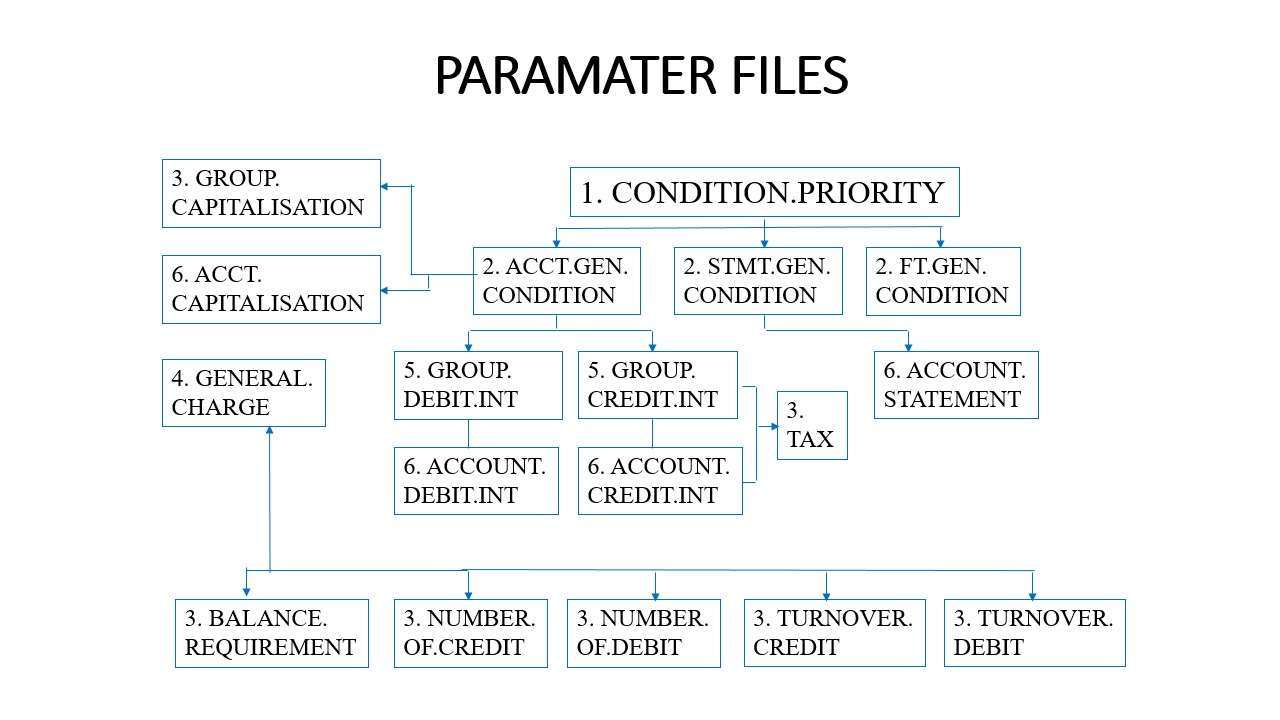 PARAMATER FILES
3. GROUP.
CAPITALISATION
1. CONDITION.PRIORITY
6. ACCT.
CAPITALISATION
2. ACCT.GEN.
CONDITION
2. STMT.GEN.
CONDITION
2. FT.GEN.
CONDITION
4. GENERAL.
CHARGE
5. GROUP.
DEBIT.INT
5. GROUP.
CREDIT.INT
3.
TAX
6. ACCOUNT.
STATEMENT
6. ACCOUNT.
DEBIT.INT
6. ACCOUNT.
CREDIT.INT
3. BALANCE.
REQUIREMENT
3. NUMBER.
OF.CREDIT
3. NUMBER.
OF.DEBIT
3. TURNOVER.
CREDIT
3. TURNOVER.
DEBIT